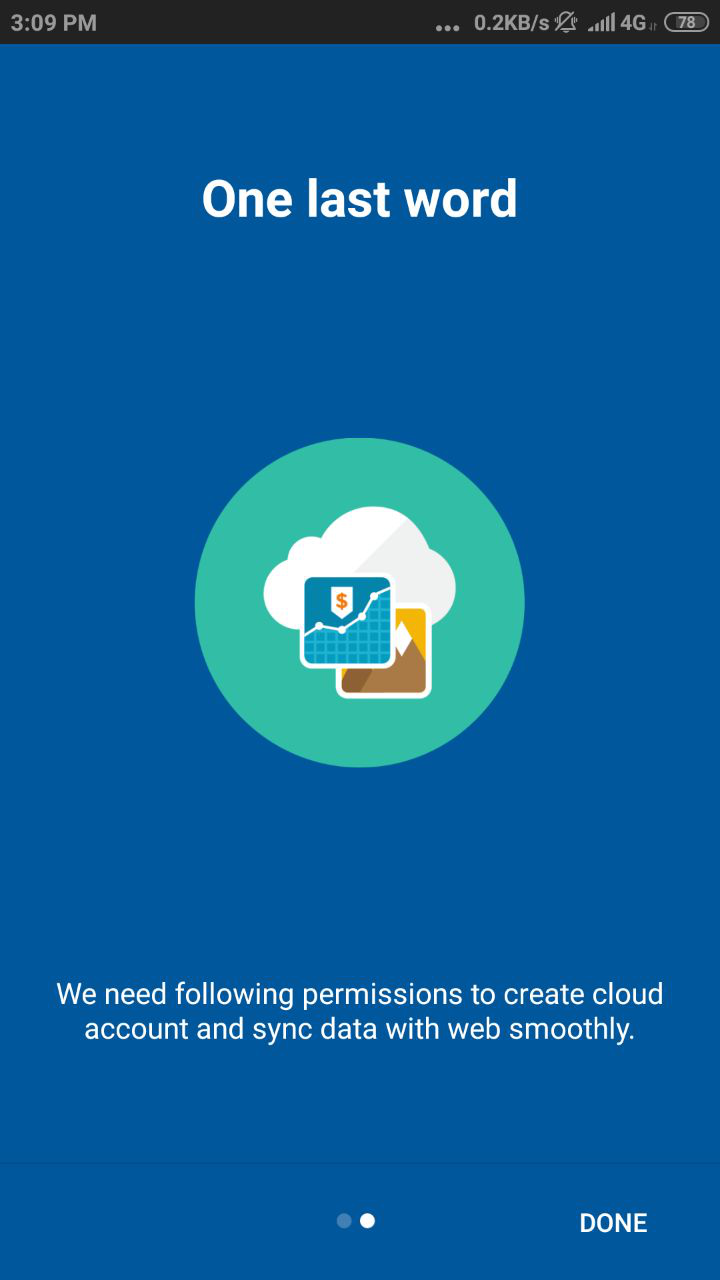 3:09 PM
... 0.2KB/s 4G 78
One last word
$
We need following permissions to create cloud
account and sync data with web smoothly.
DONE